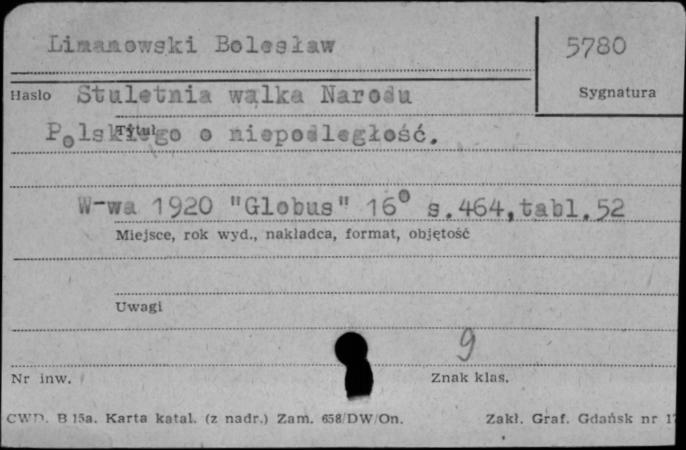 Limanowski Bolesław
5780
Hasło Stuletnia walka Narodu
Sygnatura
Polskiego o niepodległość.
Tytuł
W-wa 1920 "Globus" 16° s.464,tabl.52
Miejsce, rok wyd., nakładca, format, objętość
Uwagi
9
Nr inw.
Znak klas.
CWD. B 15a. Karta katal. (z nadr.) Zam. 658/DW/On.
Zakł. Graf. Gdańsk nr